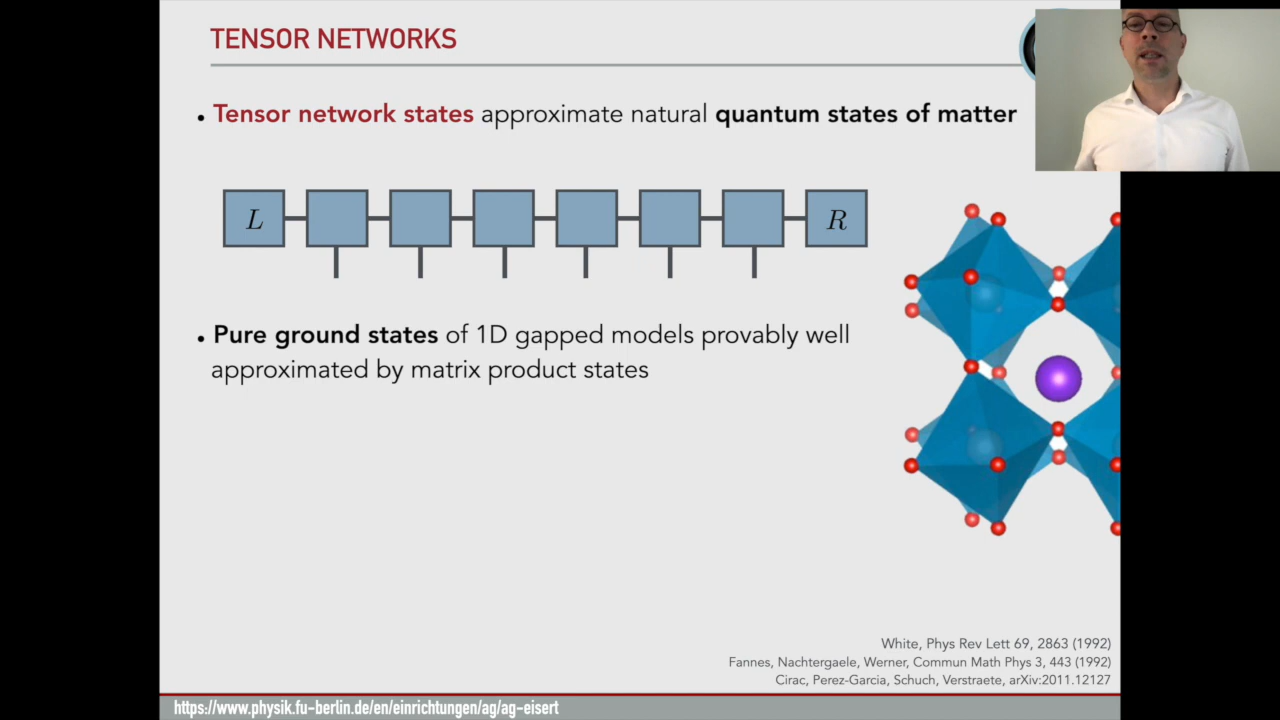 TENSOR NETWORKS
• Tensor network states approximate natural quantum states of matter
L
R
• Pure ground states of 1D gapped models provably well
approximated by matrix product states
White, Phys Rev Lett 69, 2863 (1992)
Fannes, Nachtergaele, Werner, Commun Math Phys 3, 443 (1992)
Cirac, Perez-Garcia, Schuch, Verstraete, arXiv:2011.12127
https://www.physik.fu-berlin.de/en/einrichtungen/ag/ag-eisert